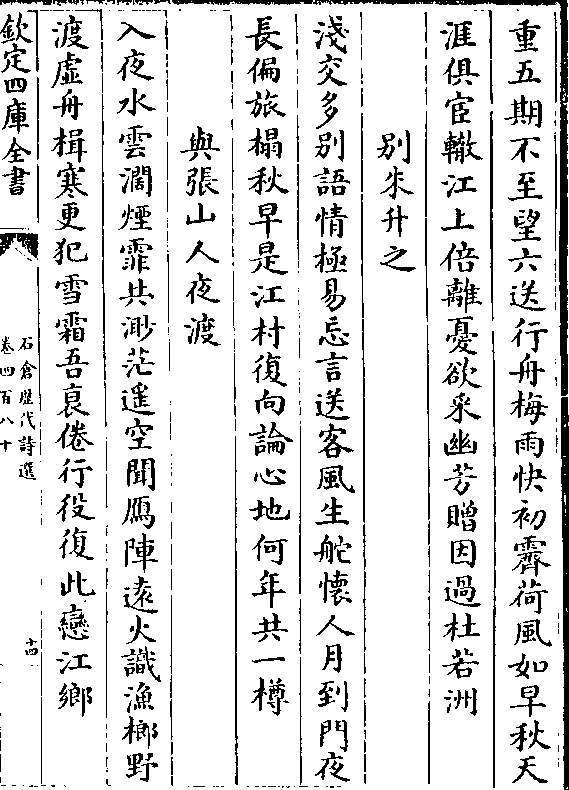 重五期不至望六送行舟梅雨快初霽荷風如早秋天
涯俱宦轍江上倍離憂欲采幽芳贈因過杜若洲
別朱升之
淺交多別語情極易忘言送客風生舵懷人月到門夜
長偏旅榻秋早是江村復向論心地何年共一樽
與張山人夜渡
入夜水雲濶煙霏共渺茫遥空聞鴈陣遠火識漁榔野
渡虛舟楫寒更犯雪霜吾哀倦行役復此戀江鄉
欽定四庫全書
石倉歴代詩選
卷四百八十
十四